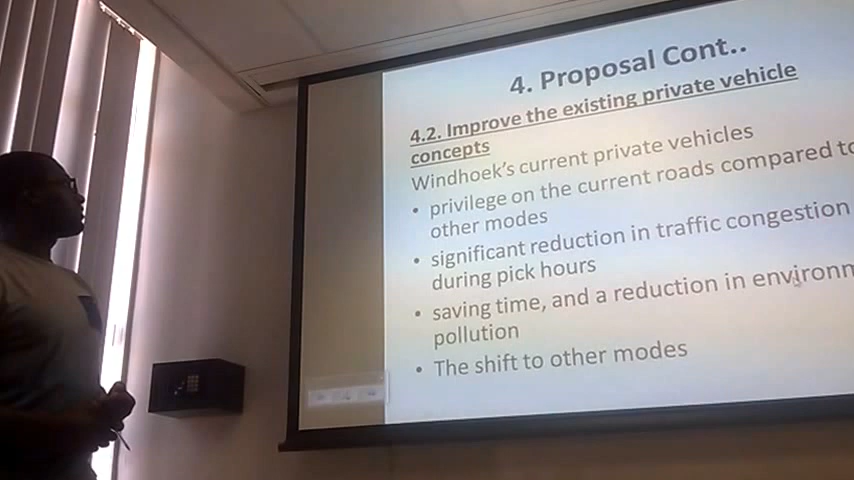 4. Proposal Cont..
4.2. Improve the existing private vehicle
concepts
Windhoek's current private vehicles
• privilege on the current roads compared to
other modes
• significant reduction in traffic congestion
during pick hours
• saving time, and a reduction in environm
pollution
• The shift to other modes